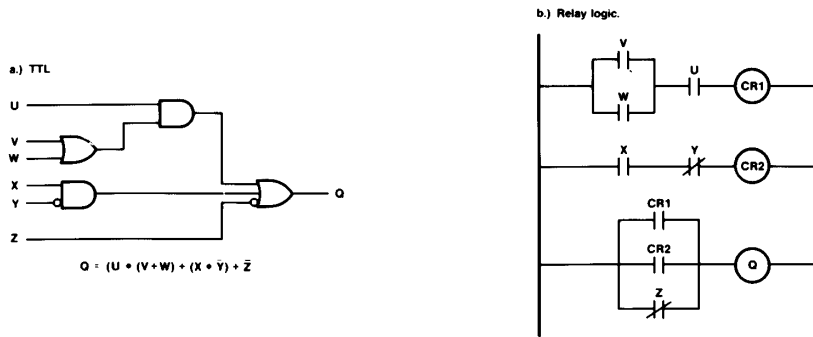 a.) TTL
U
V
W
X
Y
Z
Q
Q = (U • (V + W) + (X • Ȳ) + Z̄
b.) Relay logic.
V
U
CR1
W
X
Y
CR2
CR1
CR2
Q
Z